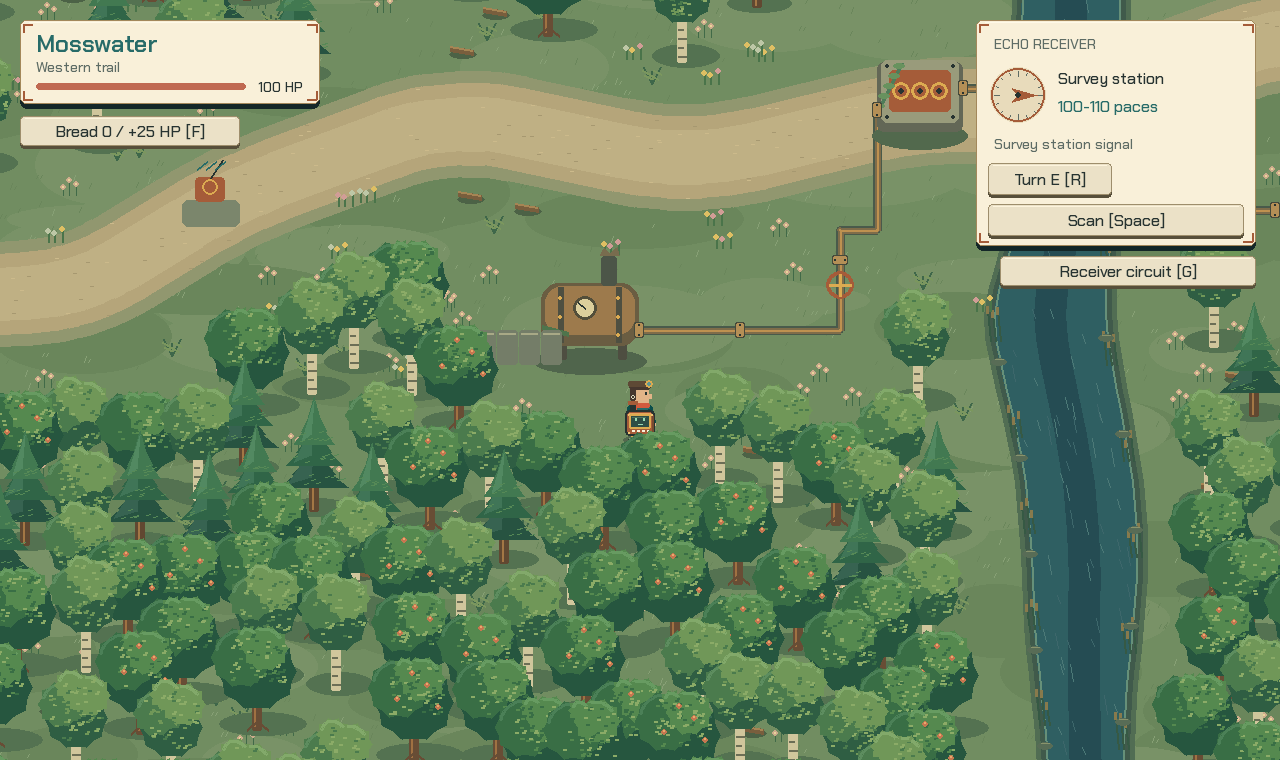 Mosswater
Western trail
100 HP
Bread 0 / +25 HP [F]
ECHO RECEIVER
Survey station
100-110 paces
Survey station signal
Turn E [R]
Scan [Space]
Receiver circuit [G]